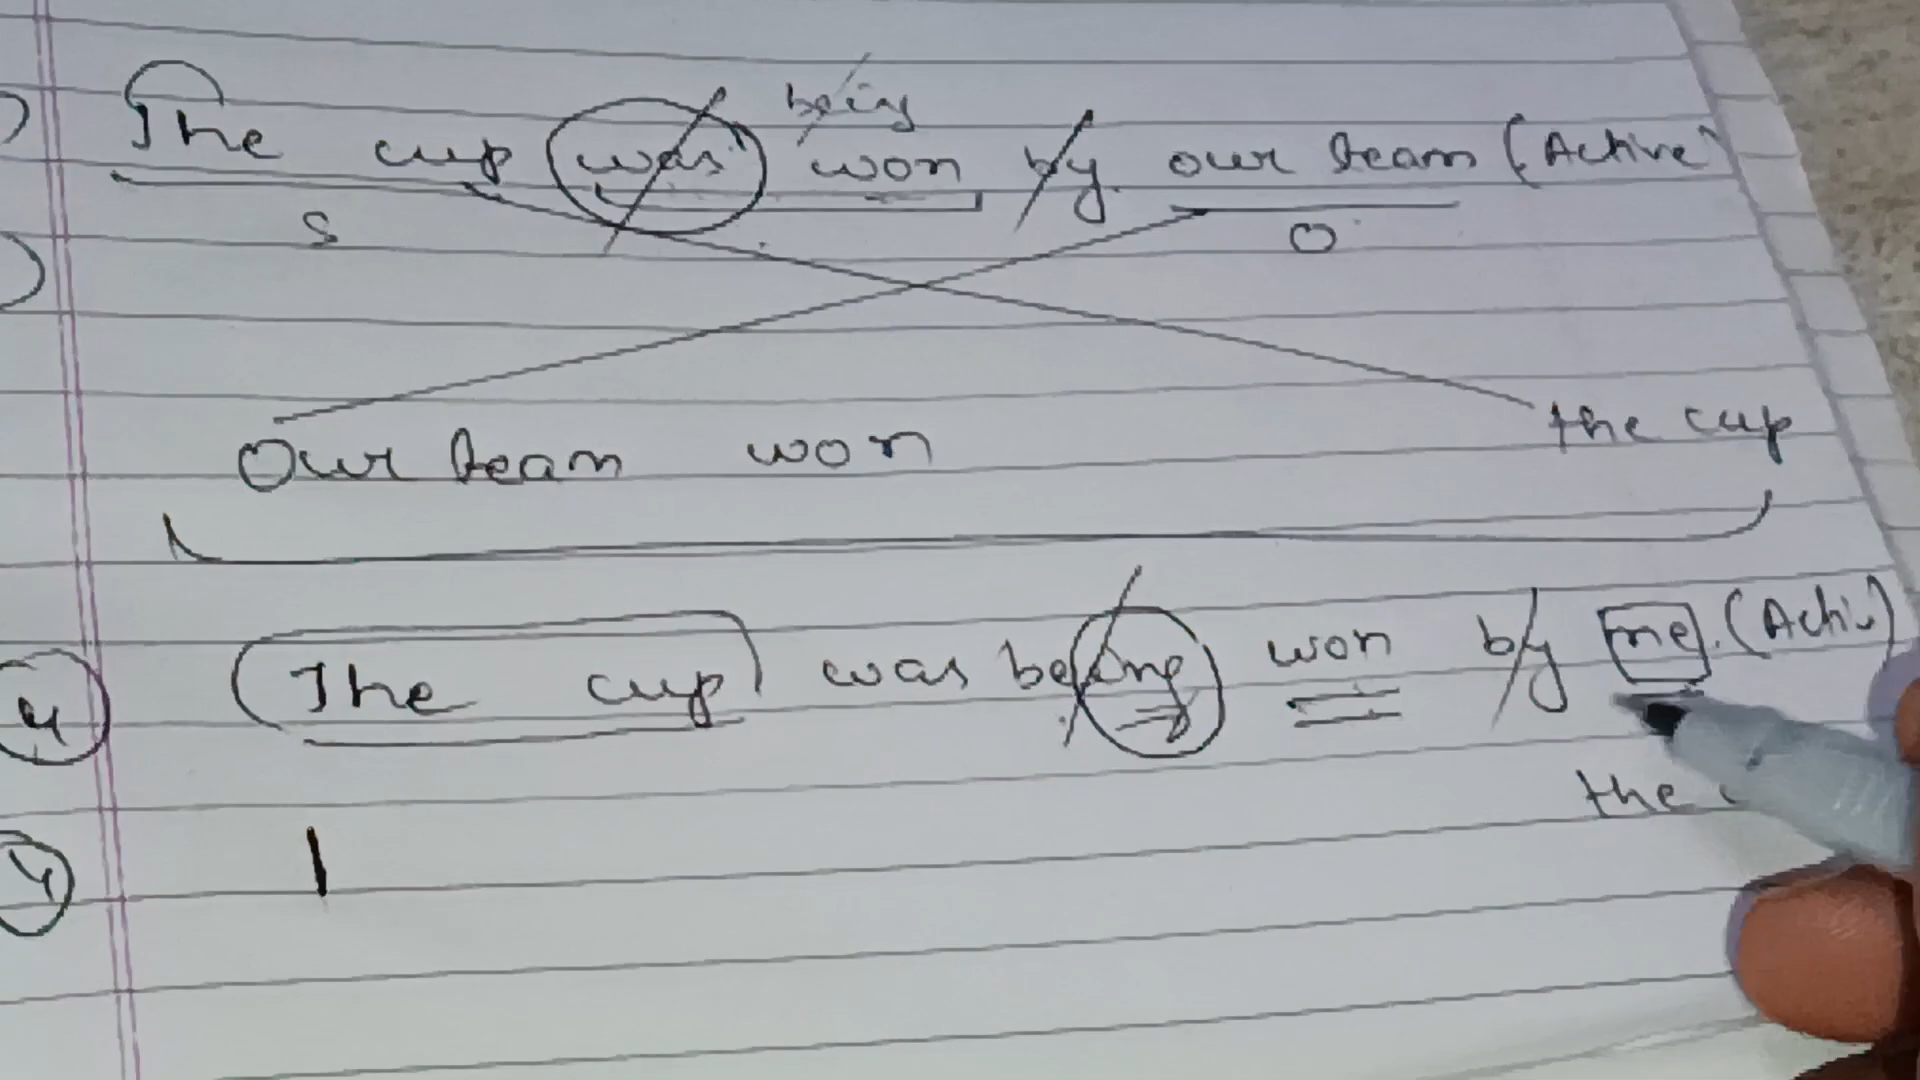 being
The cup was won by our team (Active)
S O
Our team won the cup
4 The cup was being won by me. (Activ)
the
4 I